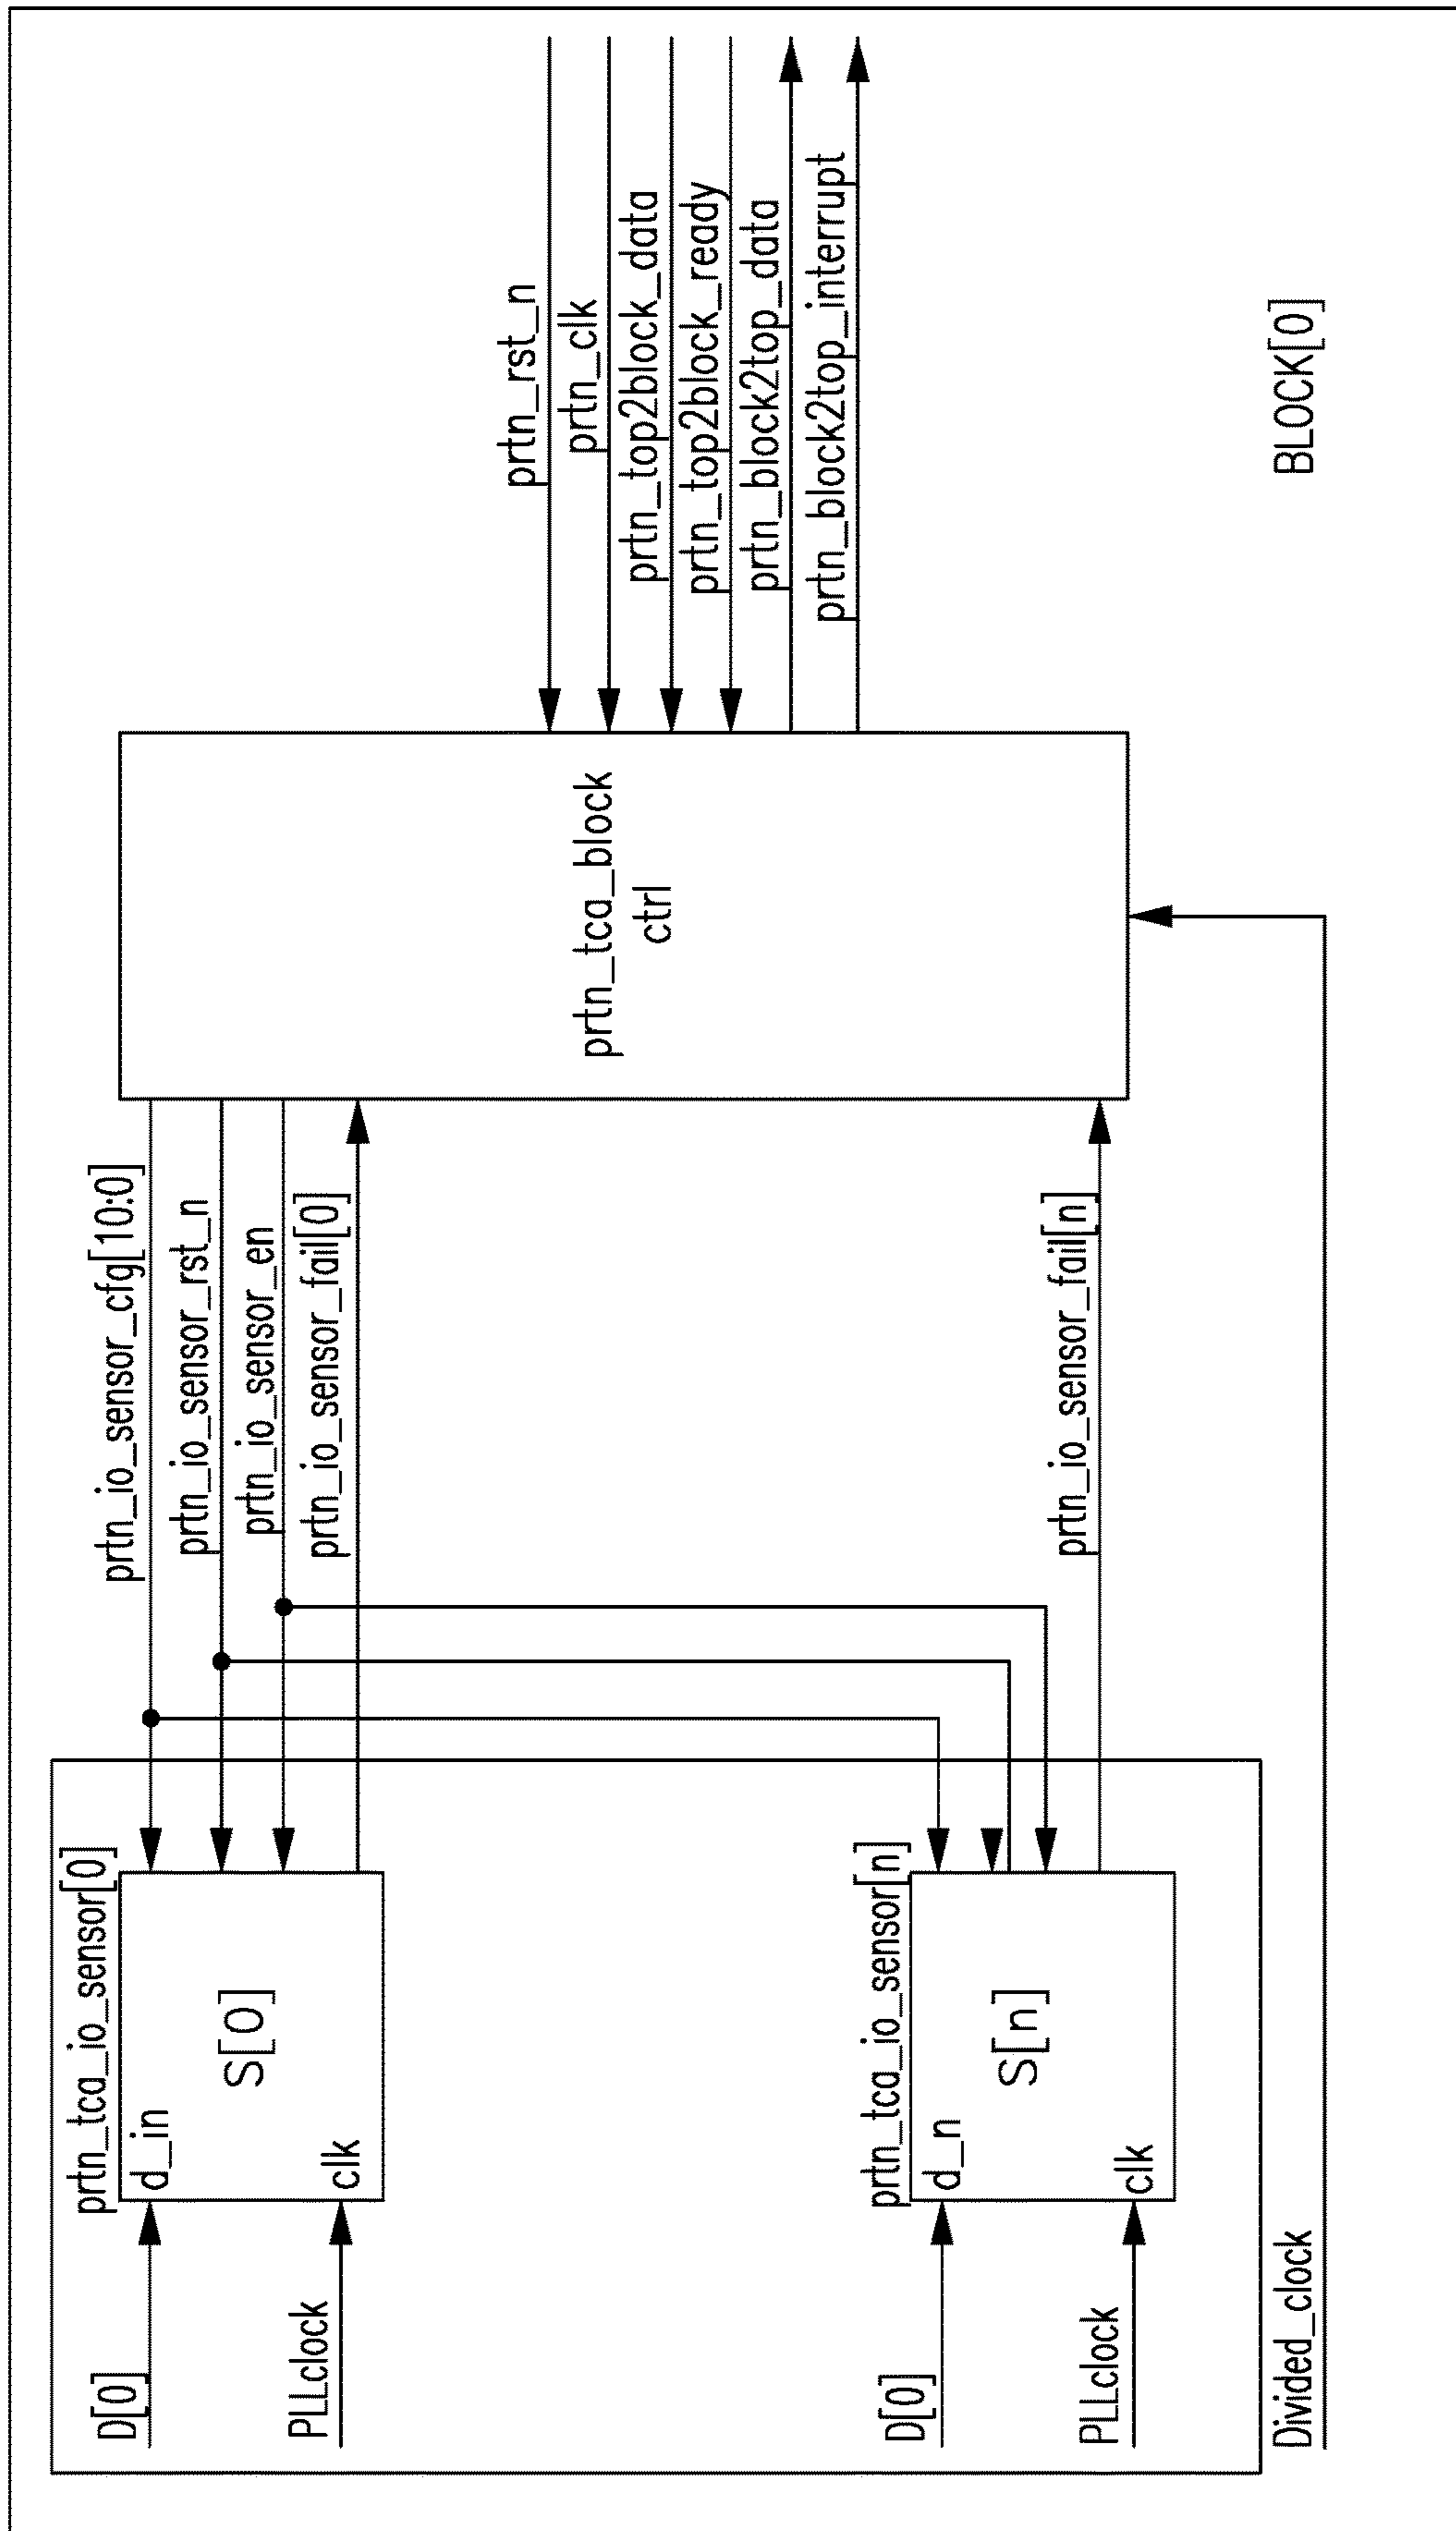 prtn_tca_io_sensor[0]
D[0]
d_in
S[0]
PLLclock
clk
prtn_io_sensor_cfg[10:0]
prtn_io_sensor_rst_n
prtn_io_sensor_en
prtn_io_sensor_fail[0]
prtn_tca_io_sensor[n]
D[0]
d_n
S[n]
PLLclock
clk
prtn_io_sensor_fail[n]
Divided_clock
prtn_tca_block
ctrl
prtn_rst_n
prtn_clk
prtn_top2block_data
prtn_top2block_ready
prtn_block2top_data
prtn_block2top_interrupt
BLOCK[0]